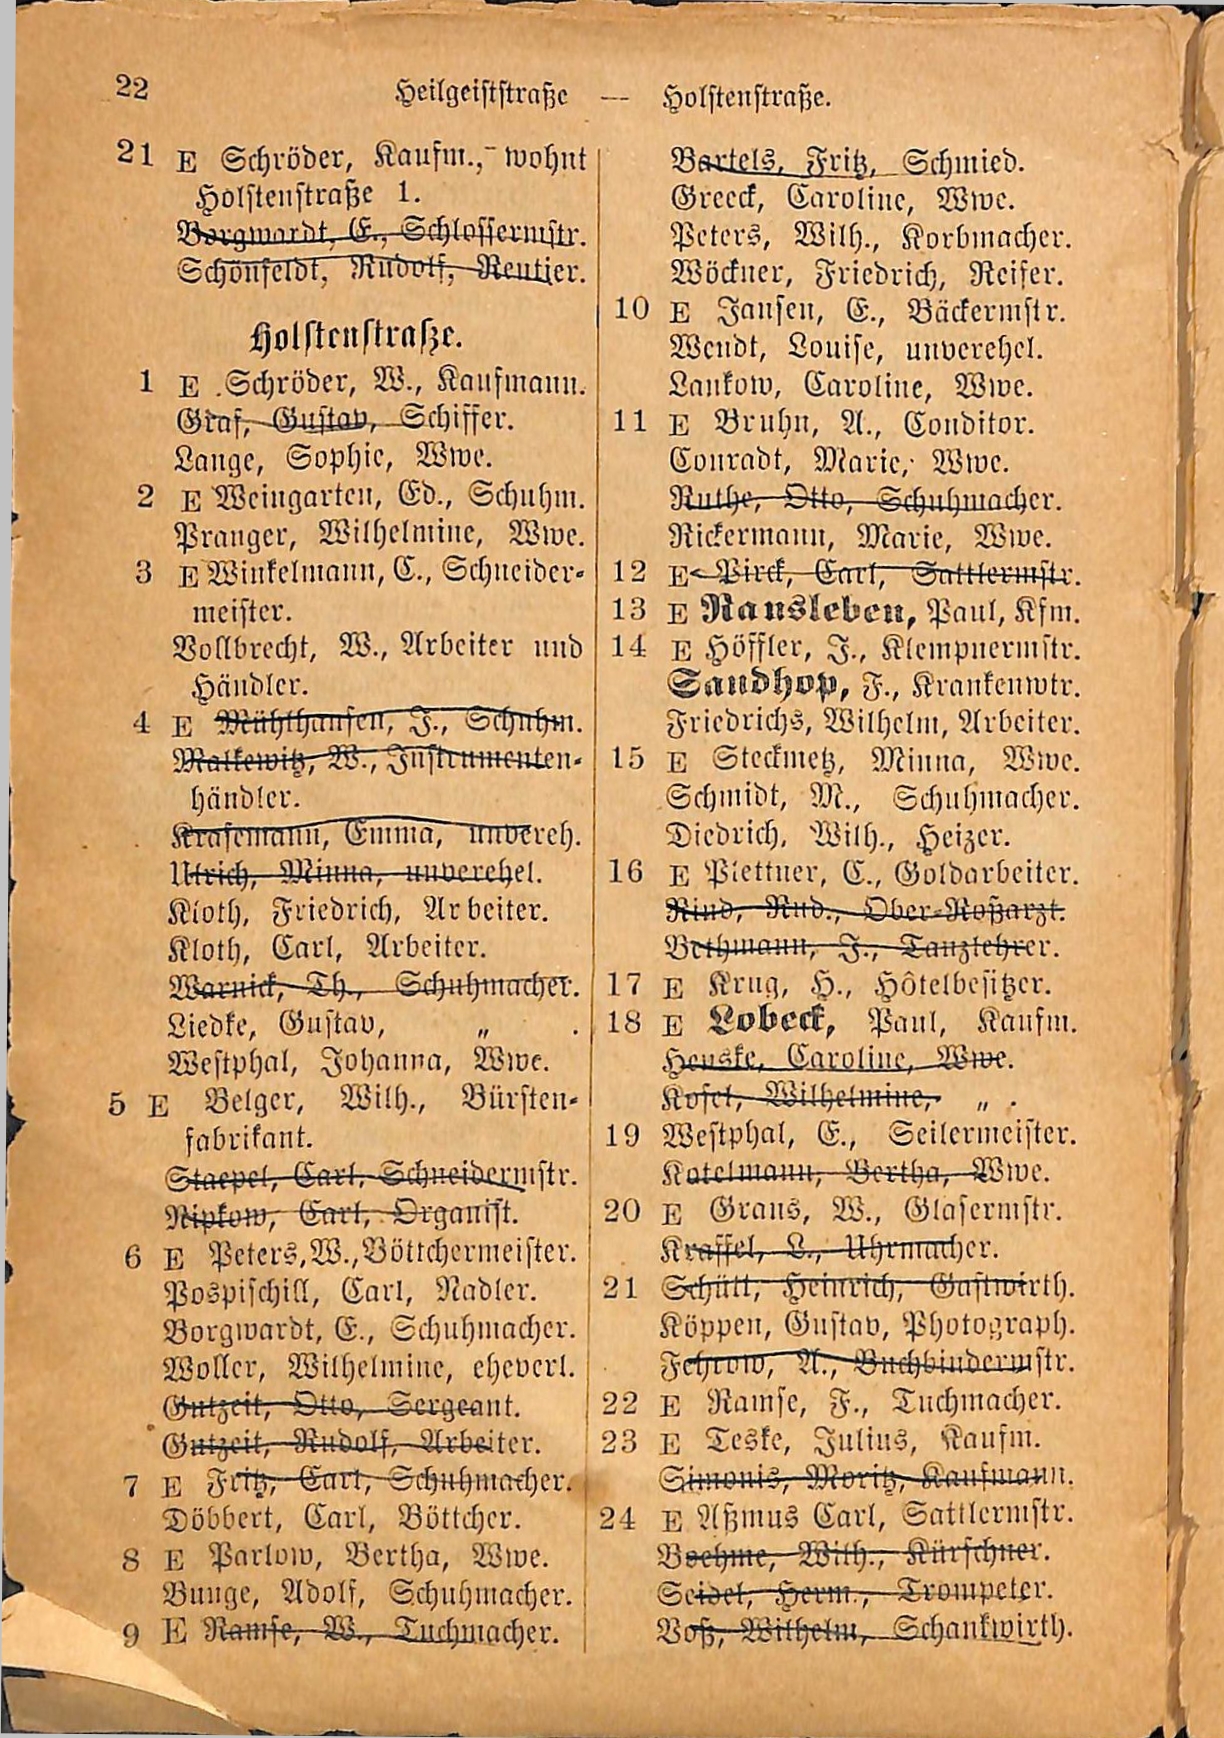 22 Heilgeiststraße — Holstenstraße.
21 E Schröder, Kaufm., wohnt
Holstenstraße 1.
Borgwardt, E., Schlossermstr.
Schönfeldt, Rudolf, Rentier.
Holstenstraße.
1 E Schröder, W., Kaufmann.
Graf, Gustav, Schiffer.
Lange, Sophie, Wwe.
2 E Weingarten, Ed., Schuhm.
Pranger, Wilhelmine, Wwe.
3 E Winkelmann, C., Schneider-
meister.
Vollbrecht, W., Arbeiter und
Händler.
4 E Mühlhansen, J., Schuhm.
Malkewitz, W., Instrumenten-
händler.
Krasemann, Emma, unvereh.
Ulrich, Minna, unverehel.
Kloth, Friedrich, Arbeiter.
Kloth, Carl, Arbeiter.
Warnick, Th., Schuhmacher.
Liedke, Gustav, „ .
Westphal, Johanna, Wwe.
5 E Belger, Wilh., Bürsten-
fabrikant.
Staepel, Carl, Schneidermstr.
Nipkow, Carl, Organist.
6 E Peters, W., Böttchermeister.
Pospischill, Carl, Nadler.
Borgwardt, E., Schuhmacher.
Woller, Wilhelmine, eheverl.
Gutzeit, Otto, Sergeant.
Gutzeit, Rudolf, Arbeiter.
7 E Fritz, Carl, Schuhmacher.
Döbbert, Carl, Böttcher.
8 E Parlow, Bertha, Wwe.
Bunge, Adolf, Schuhmacher.
9 E Ramse, W., Tuchmacher.
Bartels, Fritz, Schmied.
Greeck, Caroline, Wwe.
Peters, Wilh., Korbmacher.
Wöckner, Friedrich, Reifer.
10 E Jansen, E., Bäckermstr.
Wendt, Louise, unverehel.
Lankow, Caroline, Wwe.
11 E Bruhn, A., Conditor.
Conradt, Marie, Wwe.
Ruthe, Otto, Schuhmacher.
Rickermann, Marie, Wwe.
12 E Pirck, Carl, Sattlermstr.
13 E Ransleben, Paul, Kfm.
14 E Höffler, J., Klempnermstr.
Sandhop, F., Krankenwtr.
Friedrichs, Wilhelm, Arbeiter.
15 E Steckmetz, Minna, Wwe.
Schmidt, M., Schuhmacher.
Diedrich, Wilh., Heizer.
16 E Plettner, C., Goldarbeiter.
Rind, Rud., Ober-Roßarzt.
Bethmann, J., Tanzlehrer.
17 E Krug, H., Hôtelbesitzer.
18 E Lobeck, Paul, Kaufm.
Henske, Caroline, Wwe.
Kosel, Wilhelmine, „ .
19 Westphal, E., Seilermeister.
Katelmann, Bertha, Wwe.
20 E Grans, W., Glasermstr.
Kraffel, L., Uhrmacher.
21 Schütt, Heinrich, Gastwirth.
Köppen, Gustav, Photograph.
Fehrow, A., Buchbindermstr.
22 E Ramse, F., Tuchmacher.
23 E Teske, Julius, Kaufm.
Simonis, Moritz, Kaufmann.
24 E Aßmus Carl, Sattlermstr.
Boehme, Wilh., Kürschner.
Seidel, Herm., Trompeter.
Voß, Wilhelm, Schankwirth.